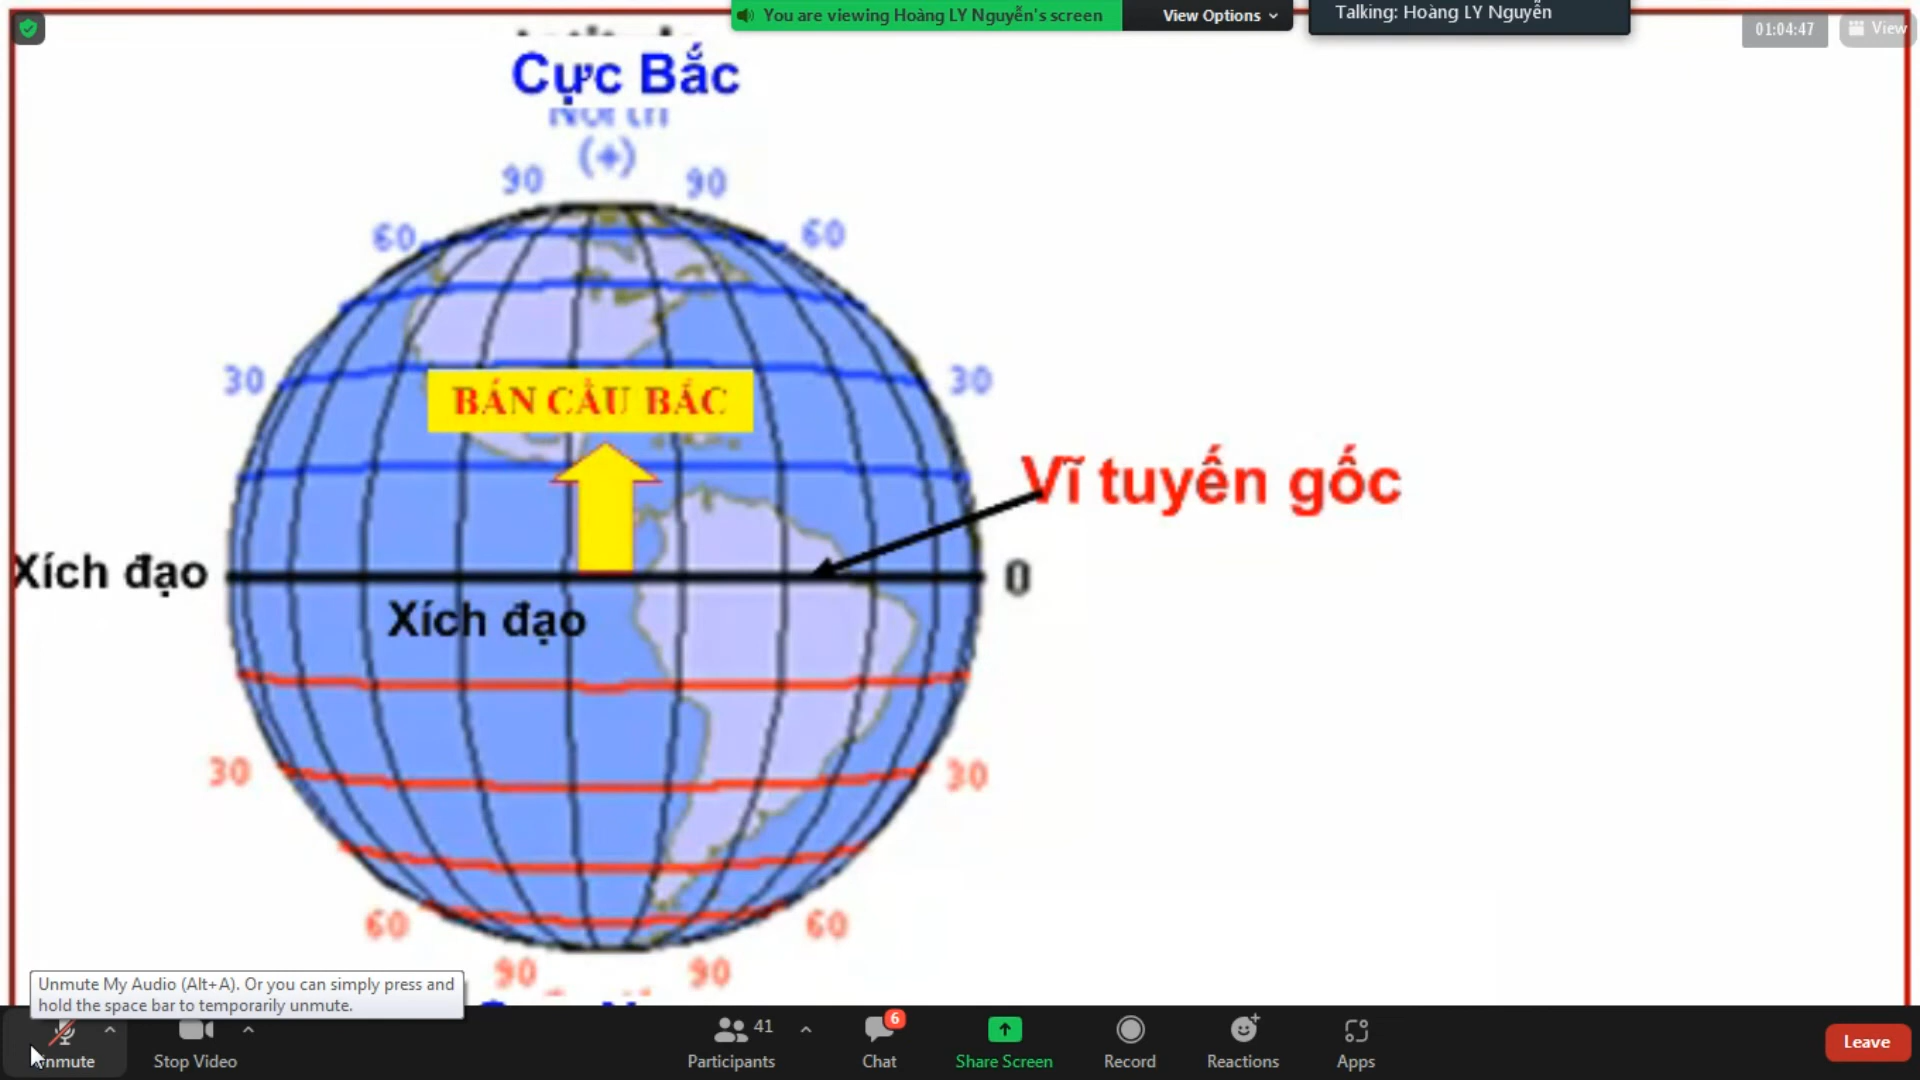 You are viewing Hoàng LY Nguyễn's screen
View Options
Talking: Hoàng LY Nguyễn
01:04:47
View
Cực Bắc
(+)
90 90
60 60
30 30
BÁN CẦU BẮC
Vĩ tuyến gốc
Xích đạo
0
Xích đạo
30 30
60 60
90 90
Unmute My Audio (Alt+A). Or you can simply press and
hold the space bar to temporarily unmute.
41
6
Stop Video
Participants
Chat
Share Screen
Record
Reactions
Apps
Leave